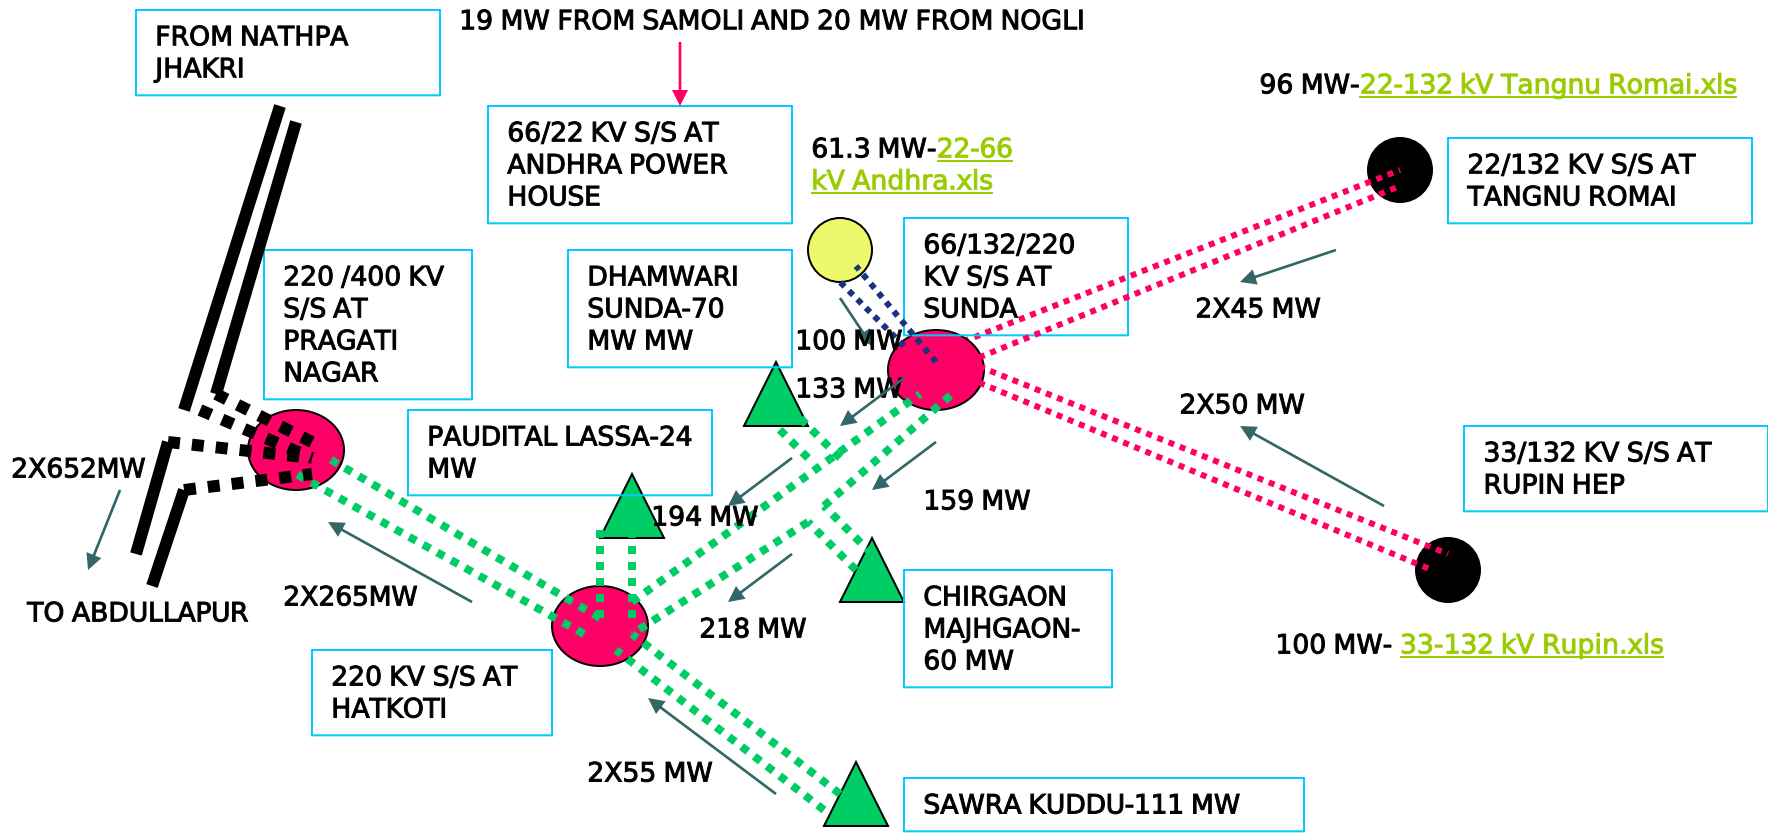 19 MW FROM SAMOLI AND 20 MW FROM NOGLI
FROM NATHPA
JHAKRI
96 MW-22-132 kV Tangnu Romai.xls
66/22 KV S/S AT
ANDHRA POWER
HOUSE
61.3 MW-22-66
kV Andhra.xls
22/132 KV S/S AT
TANGNU ROMAI
220 /400 KV
S/S AT
PRAGATI
NAGAR
DHAMWARI
SUNDA-70
MW MW
66/132/220
KV S/S AT
SUNDA
2X45 MW
100 MW
133 MW
2X50 MW
PAUDITAL LASSA-24
MW
33/132 KV S/S AT
RUPIN HEP
2X652MW
194 MW
159 MW
2X265MW
TO ABDULLAPUR
218 MW
CHIRGAON
MAJHGAON-
60 MW
100 MW- 33-132 kV Rupin.xls
220 KV S/S AT
HATKOTI
2X55 MW
SAWRA KUDDU-111 MW